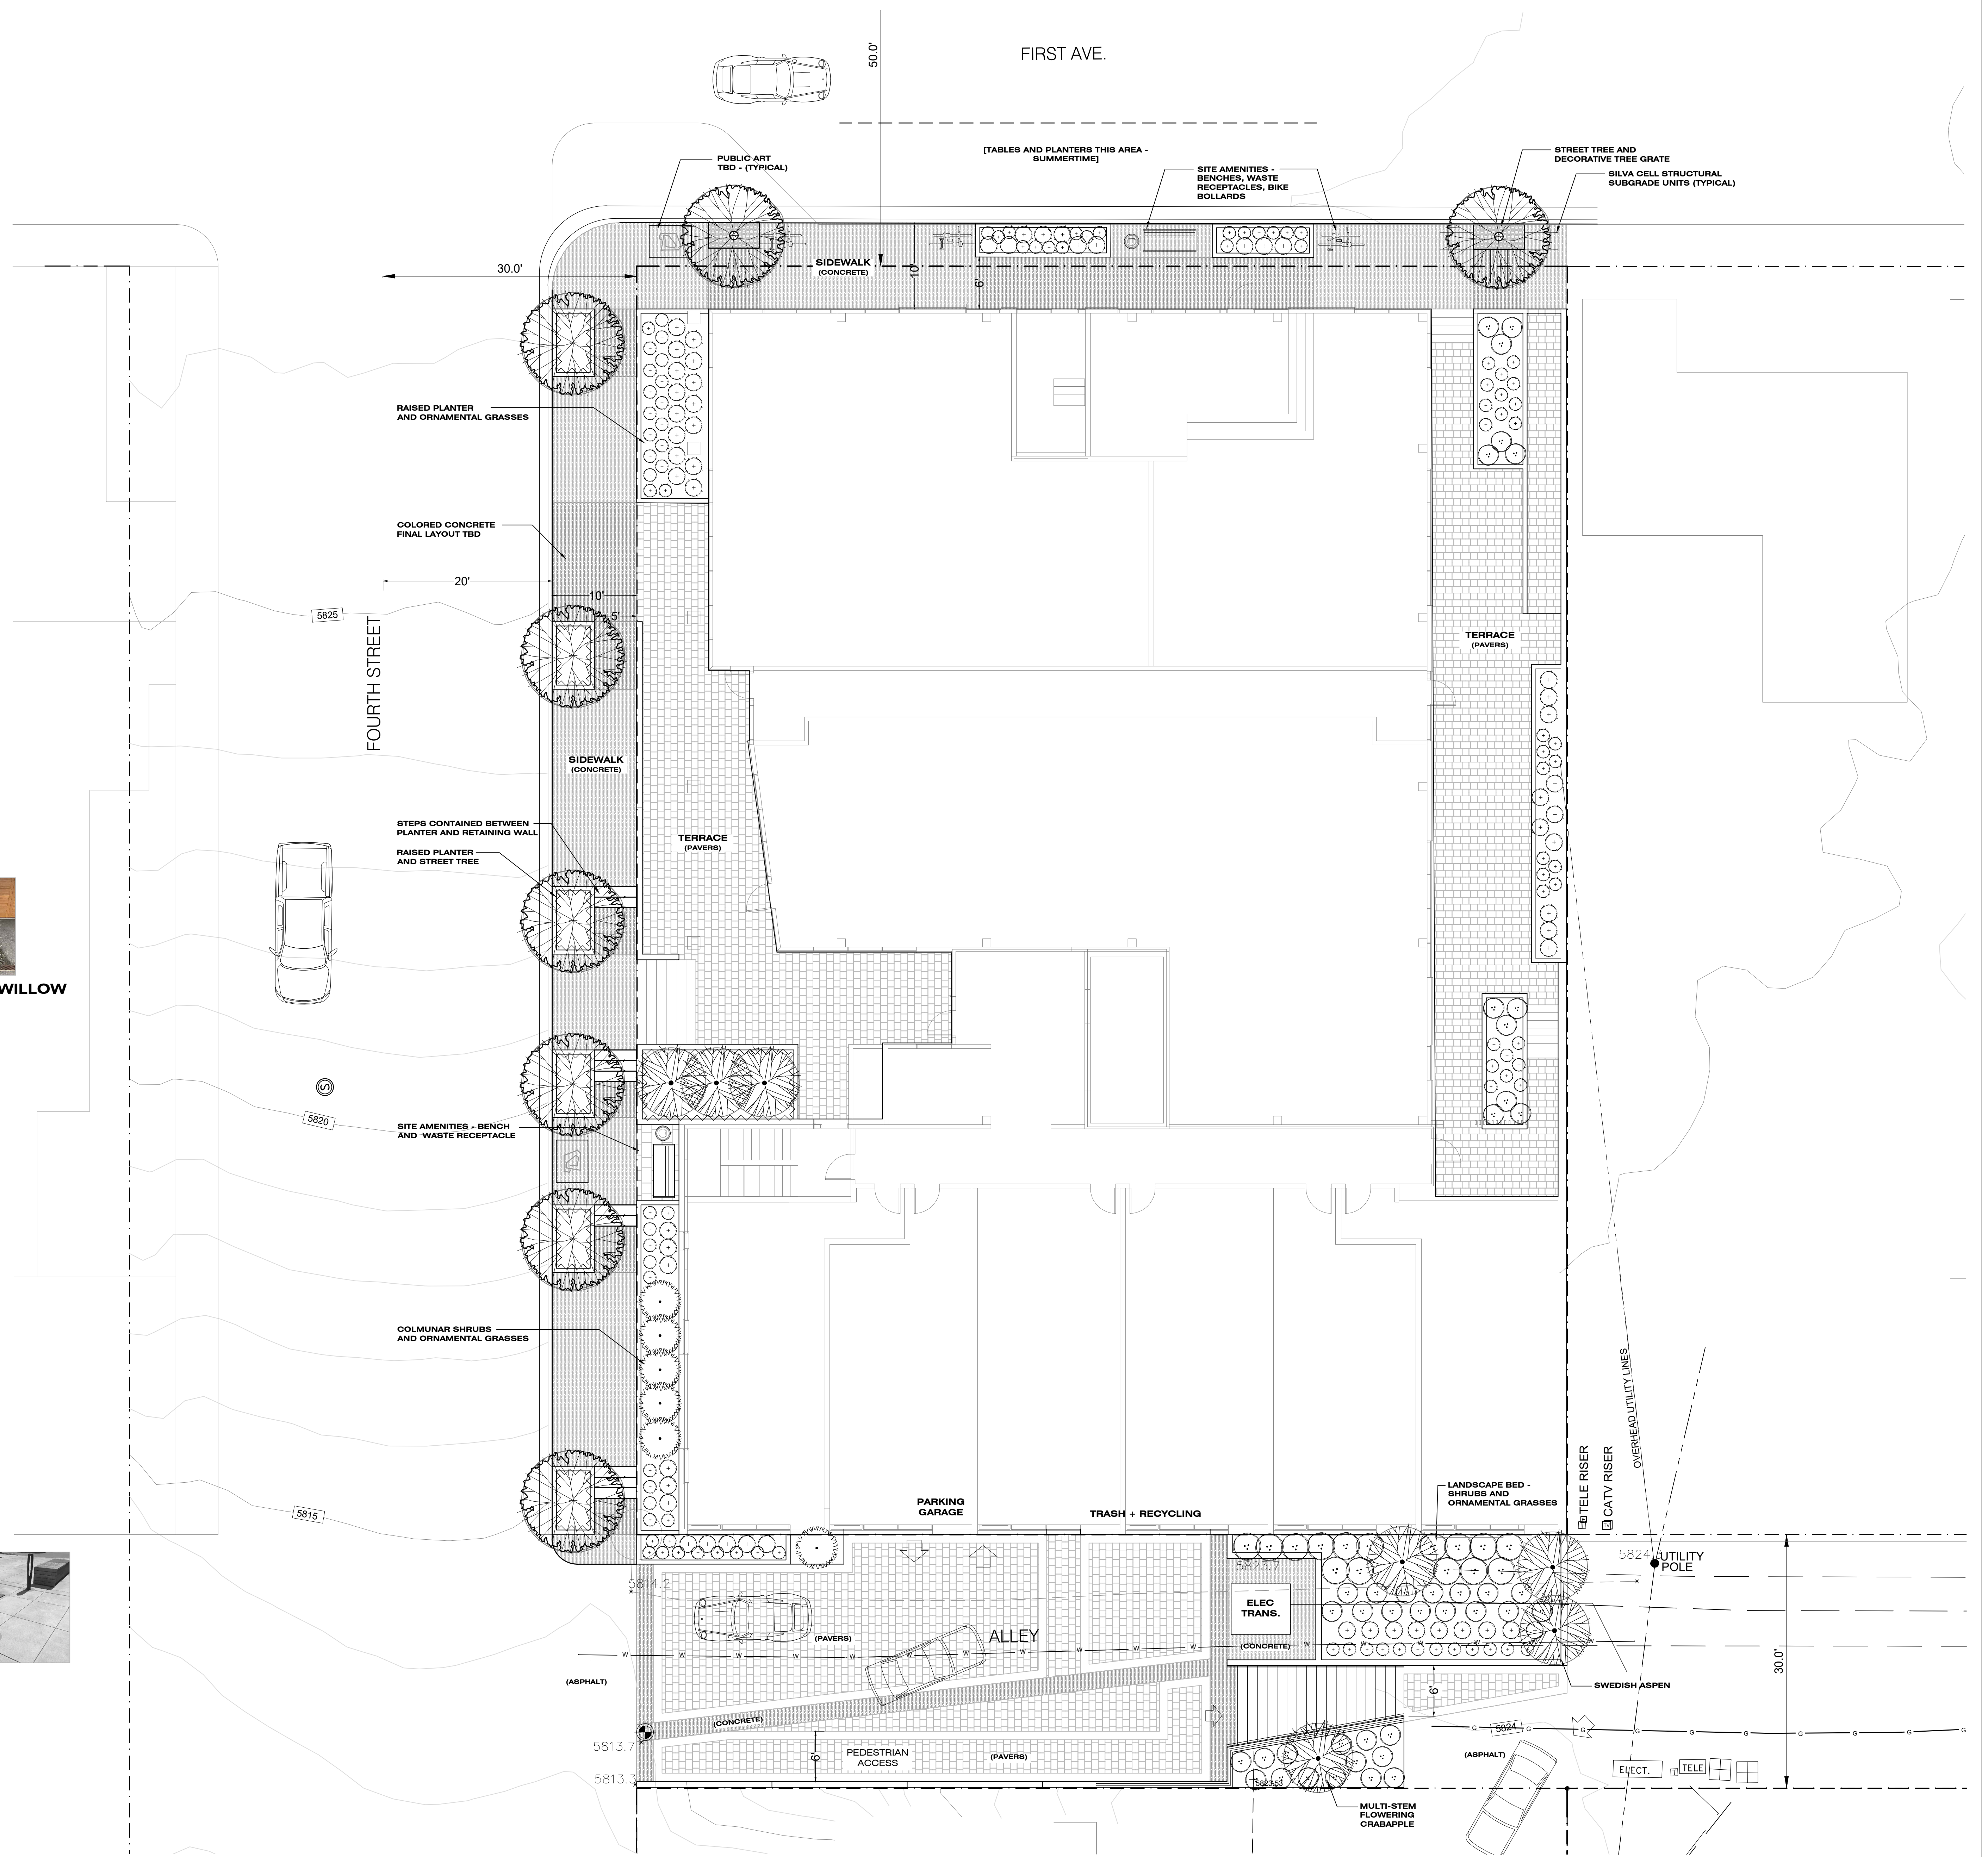 FIRST AVE.
50.0'
[TABLES AND PLANTERS THIS AREA -
SUMMERTIME]
PUBLIC ART
TBD - (TYPICAL)
SITE AMENITIES -
BENCHES, WASTE
RECEPTACLES, BIKE
BOLLARDS
STREET TREE AND
DECORATIVE TREE GRATE
SILVA CELL STRUCTURAL
SUBGRADE UNITS (TYPICAL)
30.0'
SIDEWALK
(CONCRETE)
10'
6'
RAISED PLANTER
AND ORNAMENTAL GRASSES
COLORED CONCRETE
FINAL LAYOUT TBD
20'
10'
5'
5825
FOURTH STREET
TERRACE
(PAVERS)
SIDEWALK
(CONCRETE)
STEPS CONTAINED BETWEEN
PLANTER AND RETAINING WALL
TERRACE
(PAVERS)
RAISED PLANTER
AND STREET TREE
WILLOW
S
5820
SITE AMENITIES - BENCH
AND WASTE RECEPTACLE
COLMUNAR SHRUBS
AND ORNAMENTAL GRASSES
OVERHEAD UTILITY LINES
TELE RISER
CATV RISER
LANDSCAPE BED -
SHRUBS AND
ORNAMENTAL GRASSES
PARKING
GARAGE
TRASH + RECYCLING
5815
5814.2
5823.7
5824
UTILITY
POLE
ELEC
TRANS.
(PAVERS)
ALLEY
(CONCRETE)
W W W W W W W W W W W W W W W W
(ASPHALT)
30.0'
SWEDISH ASPEN
6'
(CONCRETE)
5813.7
6'
PEDESTRIAN
ACCESS
(PAVERS)
G 5824 G G G G G G G G
(ASPHALT)
5813.3
5823.53
ELECT.
T
TELE
MULTI-STEM
FLOWERING
CRABAPPLE